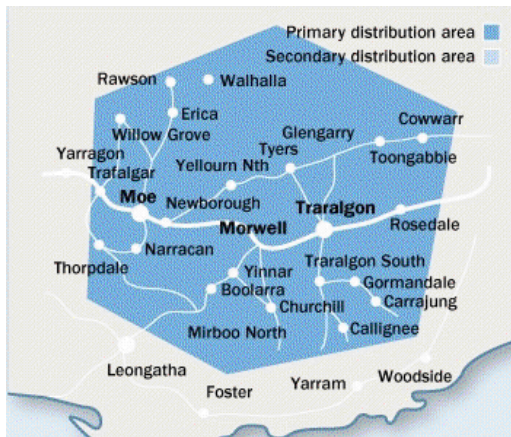 Primary distribution area
Secondary distribution area
Rawson
Walhalla
Erica
Cowwarr
Willow Grove
Glengarry
Tyers
Toongabbie
Yarragon
Trafalgar
Yellourn Nth
Moe
Newborough
Traralgon
Morwell
Rosedale
Narracan
Thorpdale
Yinnar
Traralgon South
Boolarra
Gormandale
Churchill
Carrajung
Mirboo North
Callignee
Leongatha
Foster
Yarram
Woodside